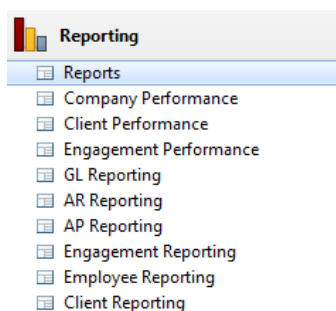 Reporting
Reports
Company Performance
Client Performance
Engagement Performance
GL Reporting
AR Reporting
AP Reporting
Engagement Reporting
Employee Reporting
Client Reporting